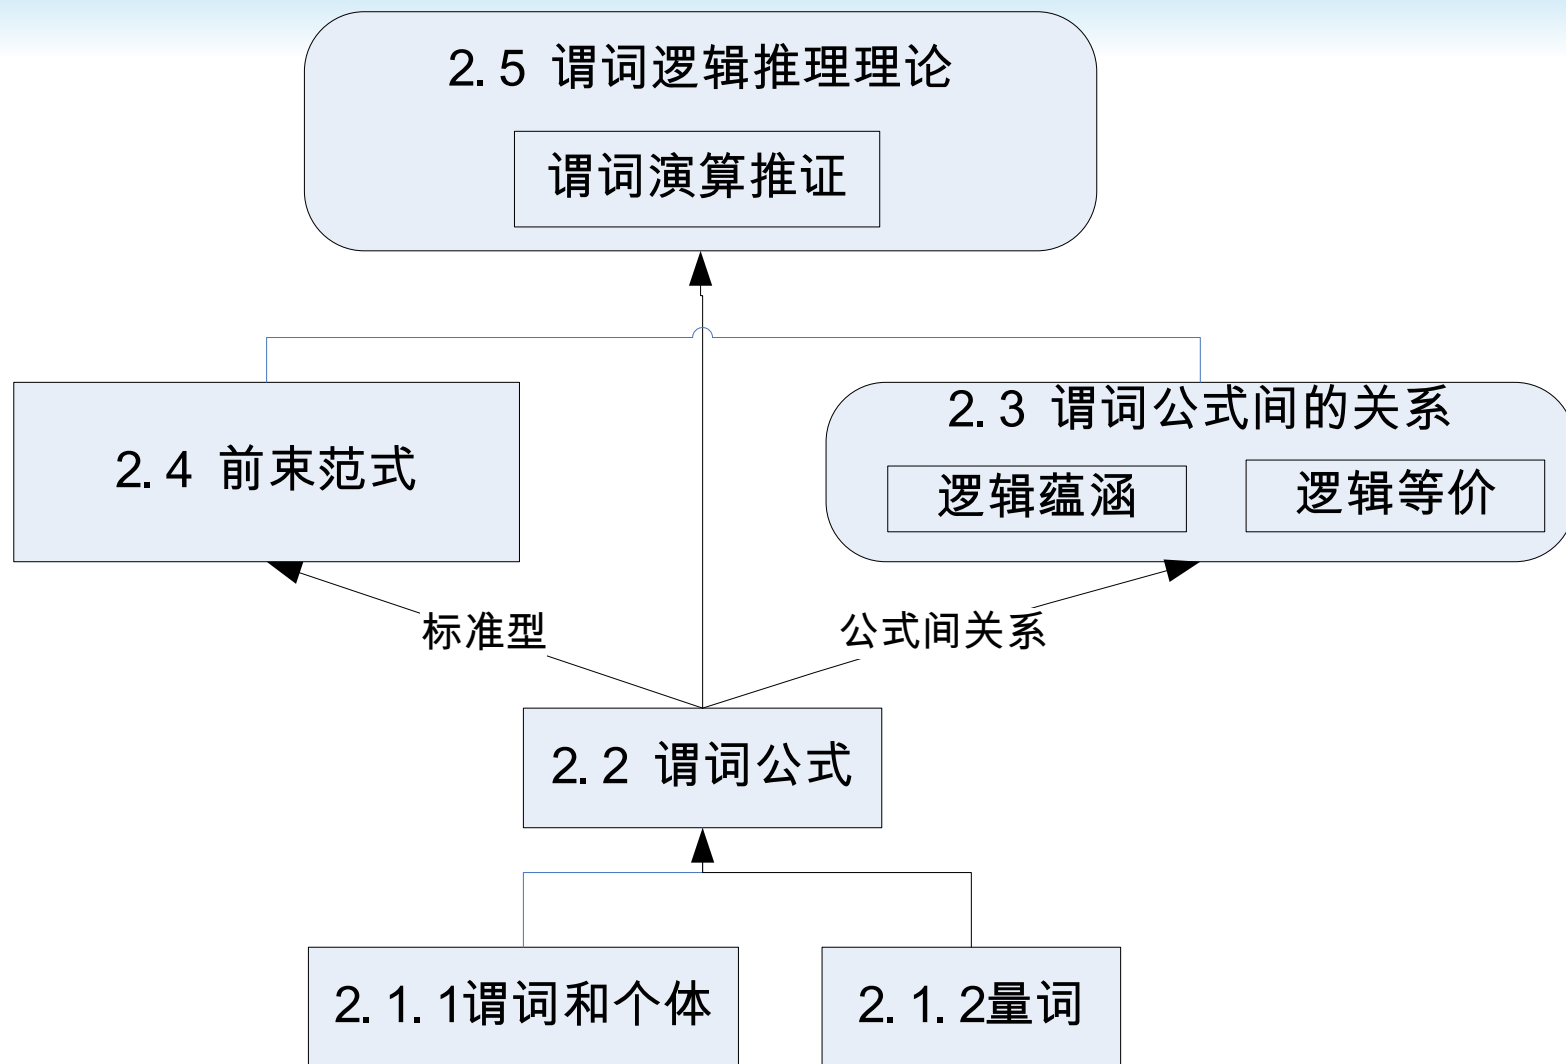 2.5 谓词逻辑推理理论
谓词演算推证
2.4 前束范式
2.3 谓词公式间的关系
逻辑蕴涵
逻辑等价
标准型
公式间关系
2.2 谓词公式
2.1.1谓词和个体
2.1.2量词